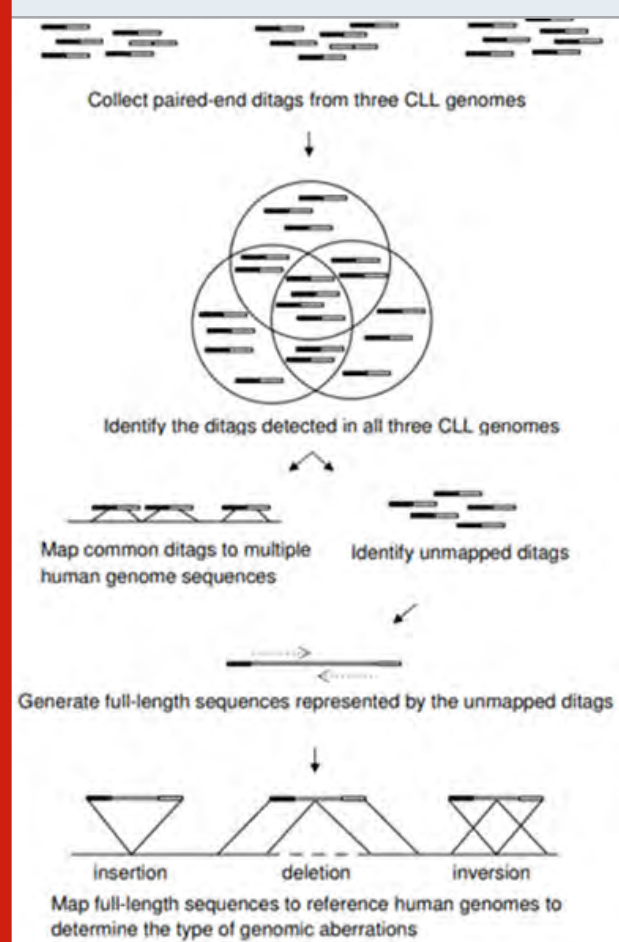 Collect paired-end ditags from three CLL genomes
Identify the ditags detected in all three CLL genomes
Map common ditags to multiple
human genome sequences
Identify unmapped ditags
Generate full-length sequences represented by the unmapped ditags
insertion
deletion
inversion
Map full-length sequences to reference human genomes to
determine the type of genomic aberrations